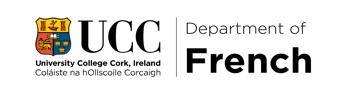 UCC
University College Cork, Ireland
Coláiste na hOllscoile Corcaigh
Department of
French